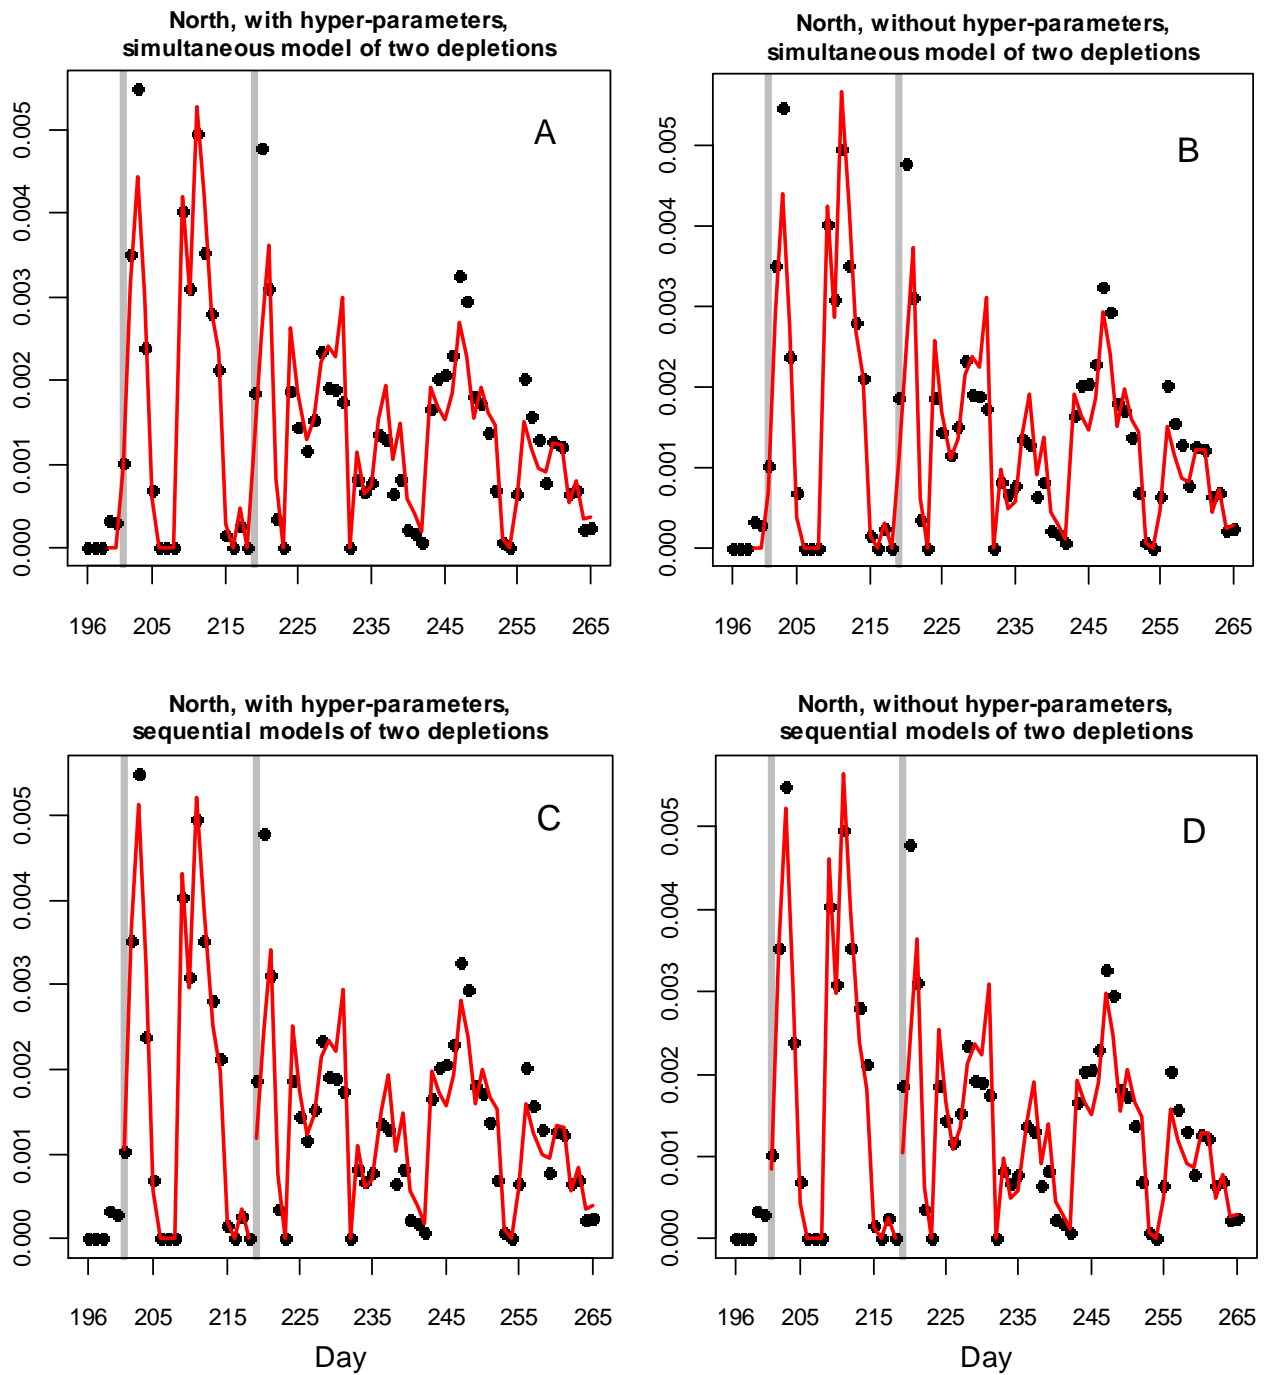 North, with hyper-parameters,
simultaneous model of two depletions
A
0.005
0.004
0.003
0.002
0.001
0.000
196 205 215 225 235 245 255 265
North, without hyper-parameters,
simultaneous model of two depletions
B
0.005
0.004
0.003
0.002
0.001
0.000
196 205 215 225 235 245 255 265
North, with hyper-parameters,
sequential models of two depletions
C
0.005
0.004
0.003
0.002
0.001
0.000
196 205 215 225 235 245 255 265
Day
North, without hyper-parameters,
sequential models of two depletions
D
0.005
0.004
0.003
0.002
0.001
0.000
196 205 215 225 235 245 255 265
Day